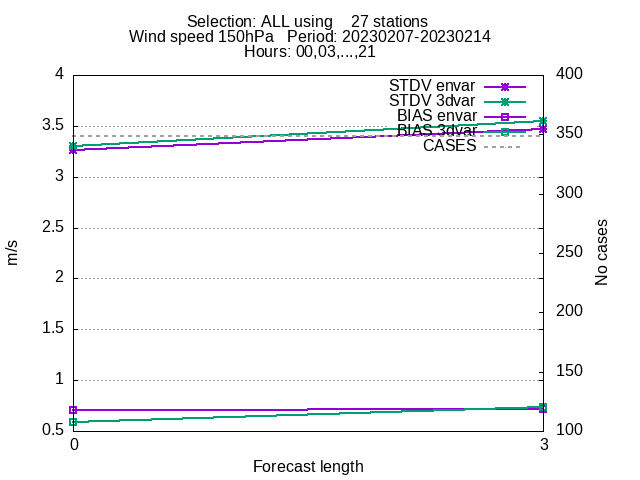 Selection: ALL using    27 stations
Wind speed 150hPa   Period: 20230207-20230214
Hours: 00,03,...,21
4
400
STDV envar
STDV 3dvar
BIAS envar
BIAS 3dvar
CASES
3.5
350
3
300
2.5
250
m/s
No cases
2
200
1.5
150
1
0.5
100
0
3
Forecast length